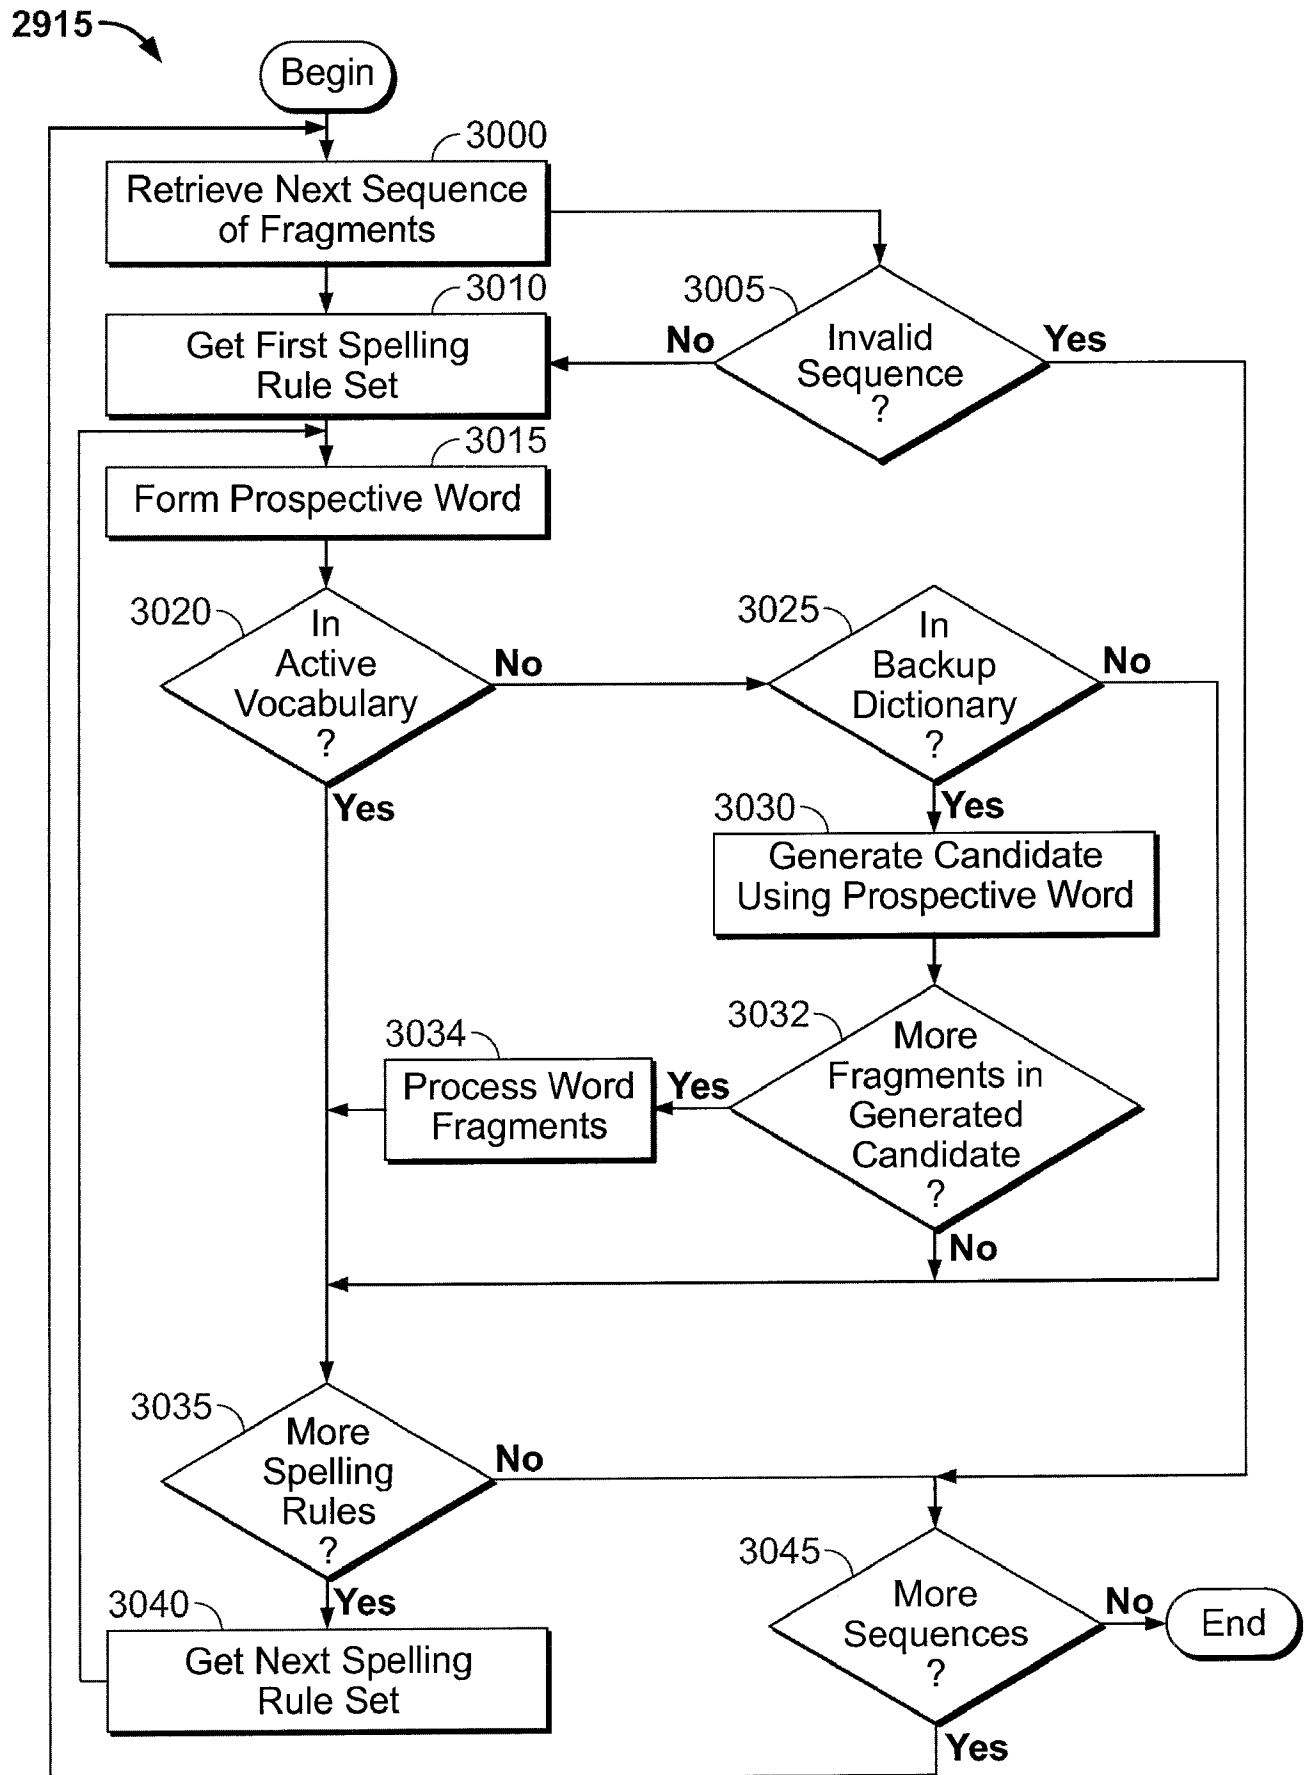 2915
Begin
3000
Retrieve Next Sequence
of Fragments
3005
Invalid
Sequence
?
No
Yes
3010
Get First Spelling
Rule Set
3015
Form Prospective Word
3020
In
Active
Vocabulary
?
No
Yes
3025
In
Backup
Dictionary
?
No
Yes
3030
Generate Candidate
Using Prospective Word
3032
More
Fragments in
Generated
Candidate
?
Yes
No
3034
Process Word
Fragments
3035
More
Spelling
Rules
?
No
Yes
3040
Get Next Spelling
Rule Set
3045
More
Sequences
?
No
Yes
End